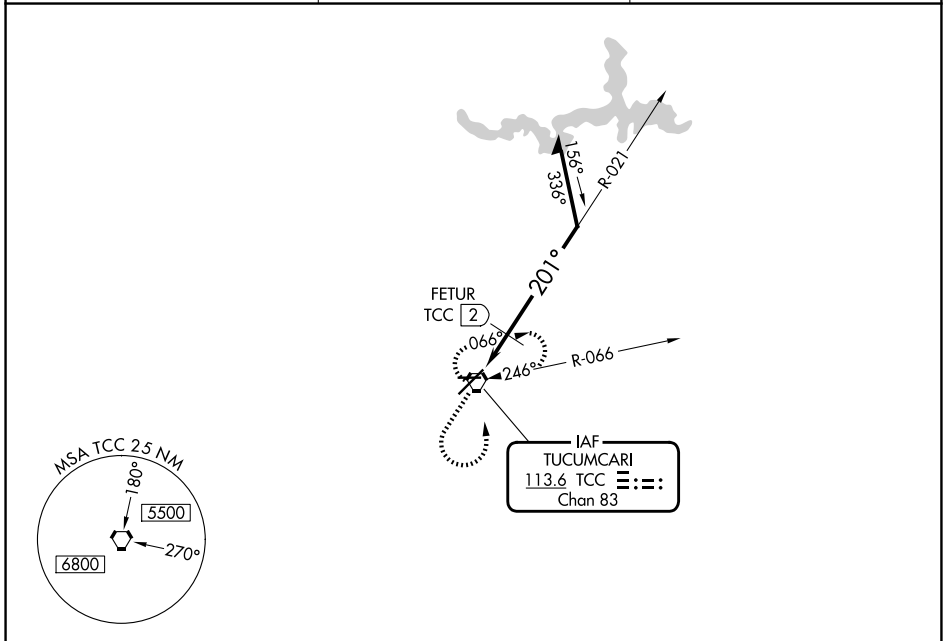 156°
336°
R-021
201°
FETUR
TCC 2
066°
246°
R-066
IAF
TUCUMCARI
113.6 TCC
Chan 83
MSA TCC 25 NM
180°
5500
270°
6800